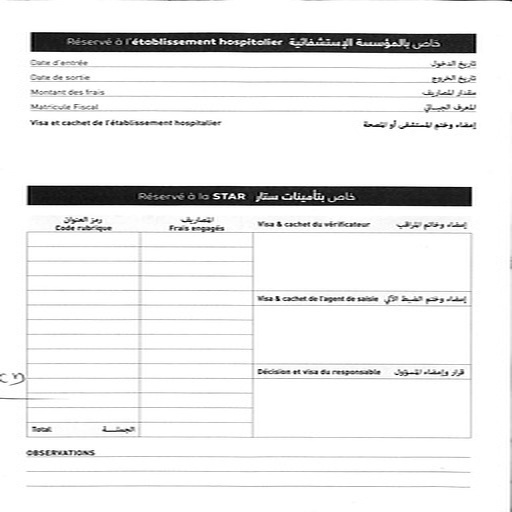 Réservé à l'établissement hospitalier خاص بالمؤسسة الإستشفائية
Date d'entrée تاريخ الدخول
Date de sortie تاريخ الخروج
Montant des frais مقدار المصاريف
Matricule Fiscal المعرف الجبائي
Visa et cachet de l'établissement hospitalier إمضاء وختم المستشفى أو المصحة
Réservé à la STAR خاص بتأمينات ستار
رمز العنوان المصاريف
Code rubrique Frais engagés Visa & cachet du vérificateur إمضاء وخاتم المراقب
Visa & cachet de l'agent de saisie إمضاء وختم الضبط الآلي
Décision et visa du responsable قرار وإمضاء المسؤول
Total الجملة
OBSERVATIONS